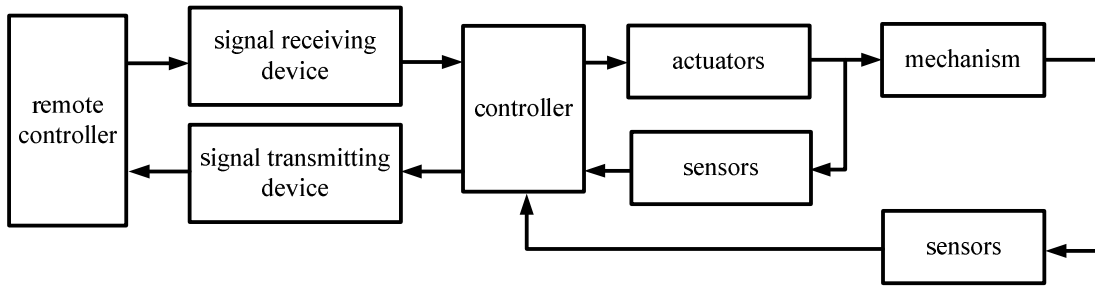 remote
controller
signal receiving
device
signal transmitting
device
controller
actuators
sensors
mechanism
sensors